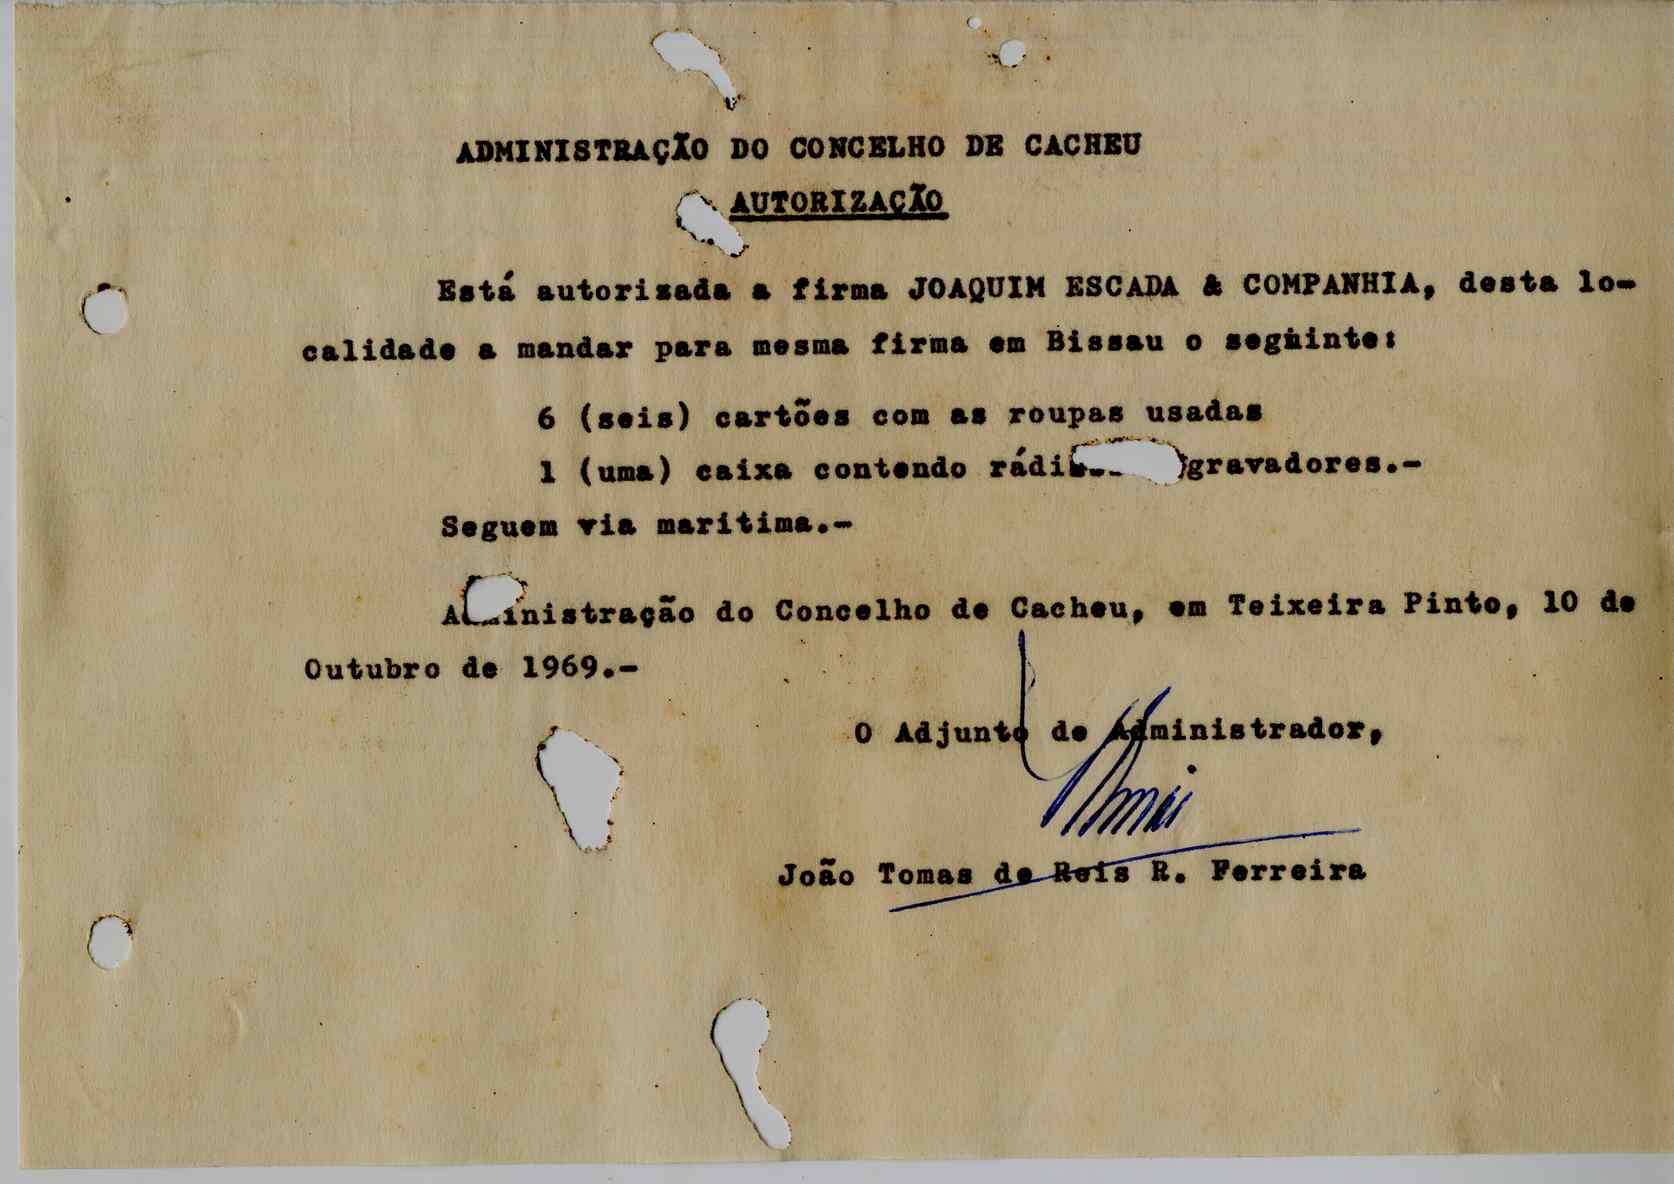 ADMINISTRAÇÃO DO CONCELHO DE CACHEU
AUTORIZAÇÃO
Está autorizada a firma JOAQUIM ESCADA & COMPANHIA, desta lo-
calidade a mandar para mesma firma em Bissau o seguinte:
6 (seis) cartões com as roupas usadas
1 (uma) caixa contendo gravadores.-
Seguem via maritima.-
do Concelho de Cacheu, em Teixeira Pinto, 10 de
Outubro de 1969.-
O Adjunto de Administrador,
João Tomas de Reis R. Ferreira